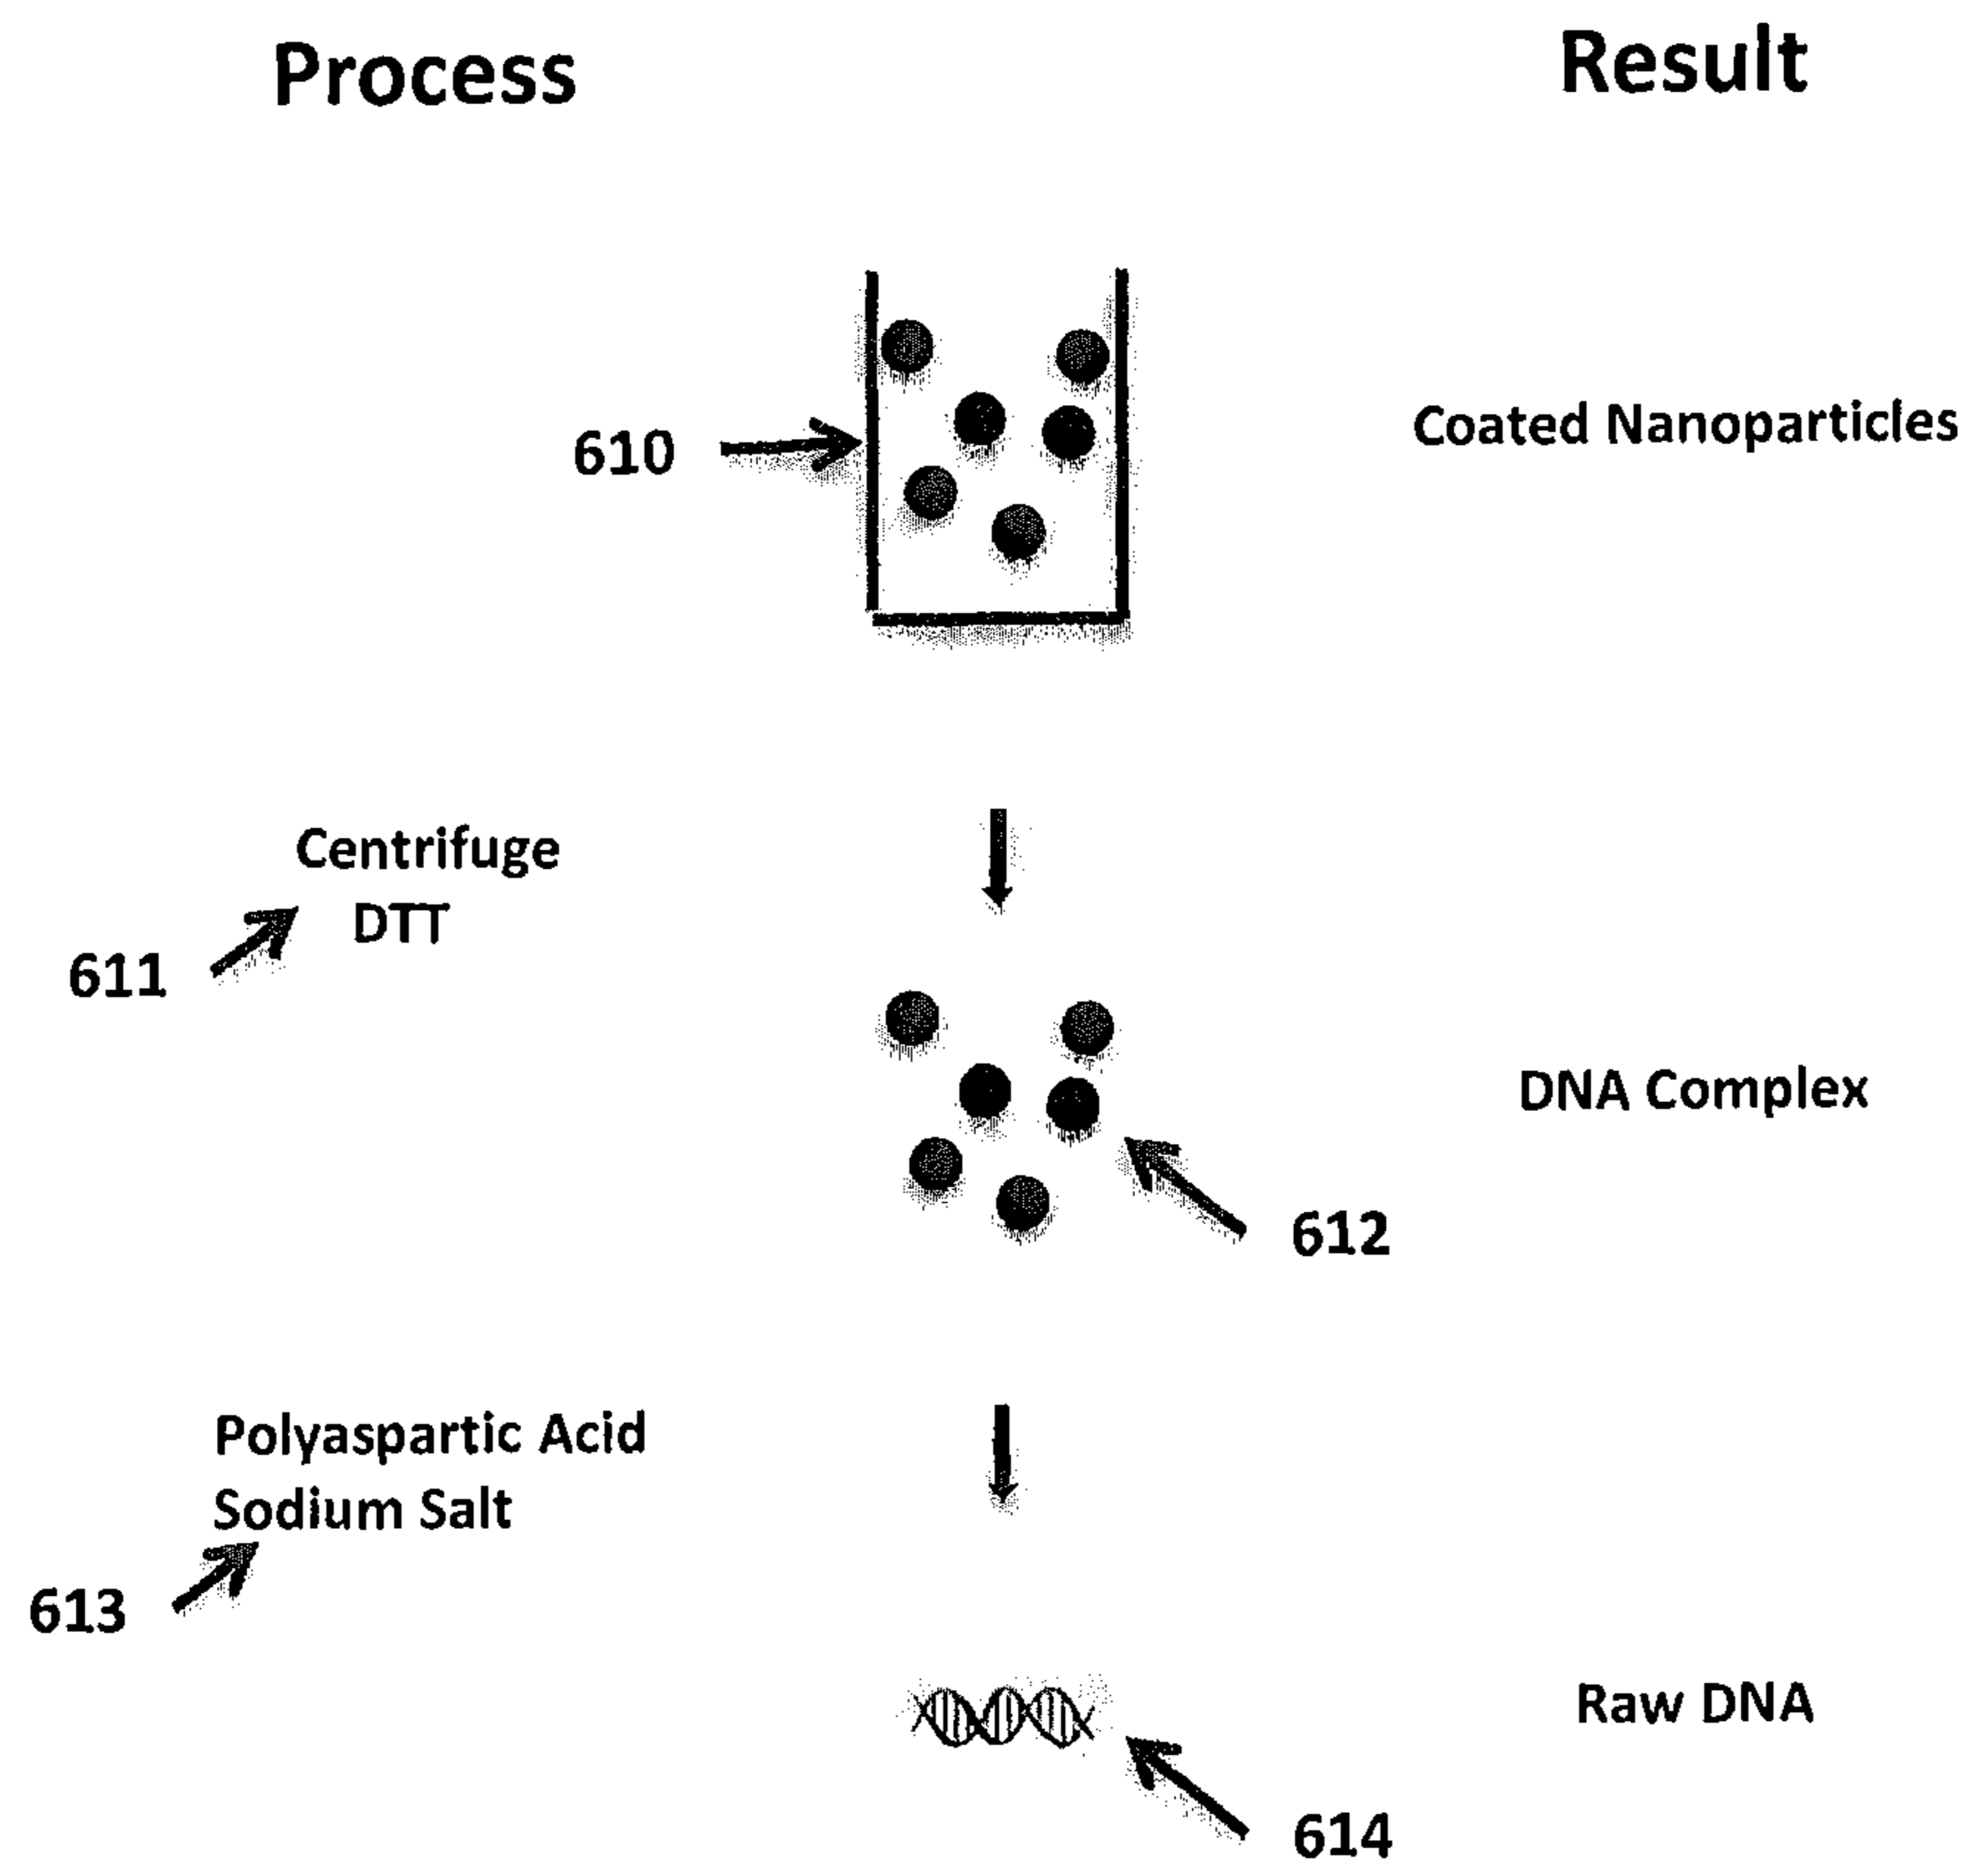 Process
Result
610
Coated Nanoparticles
Centrifuge
DTT
611
DNA Complex
612
Polyaspartic Acid
Sodium Salt
613
Raw DNA
614